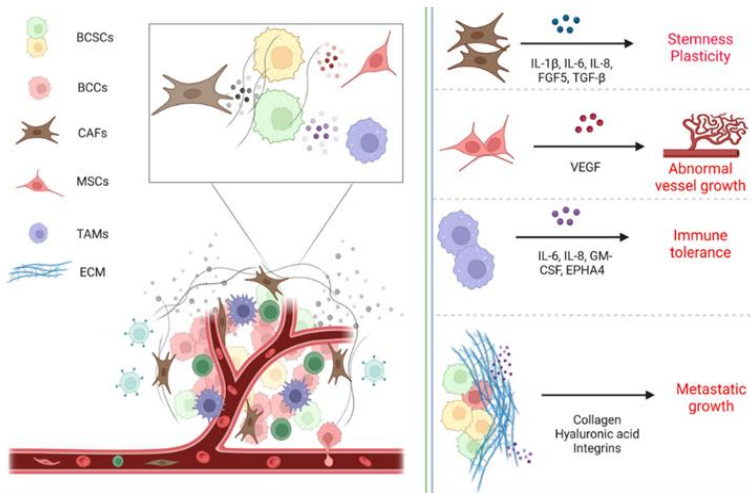 BCSCs
BCCs
CAFs
MSCs
TAMs
ECM
IL-1β, IL-6, IL-8,
FGF5, TGF-β
Stemness
Plasticity
VEGF
Abnormal
vessel growth
IL-6, IL-8, GM-
CSF, EPHA4
Immune
tolerance
Collagen
Hyaluronic acid
Integrins
Metastatic
growth